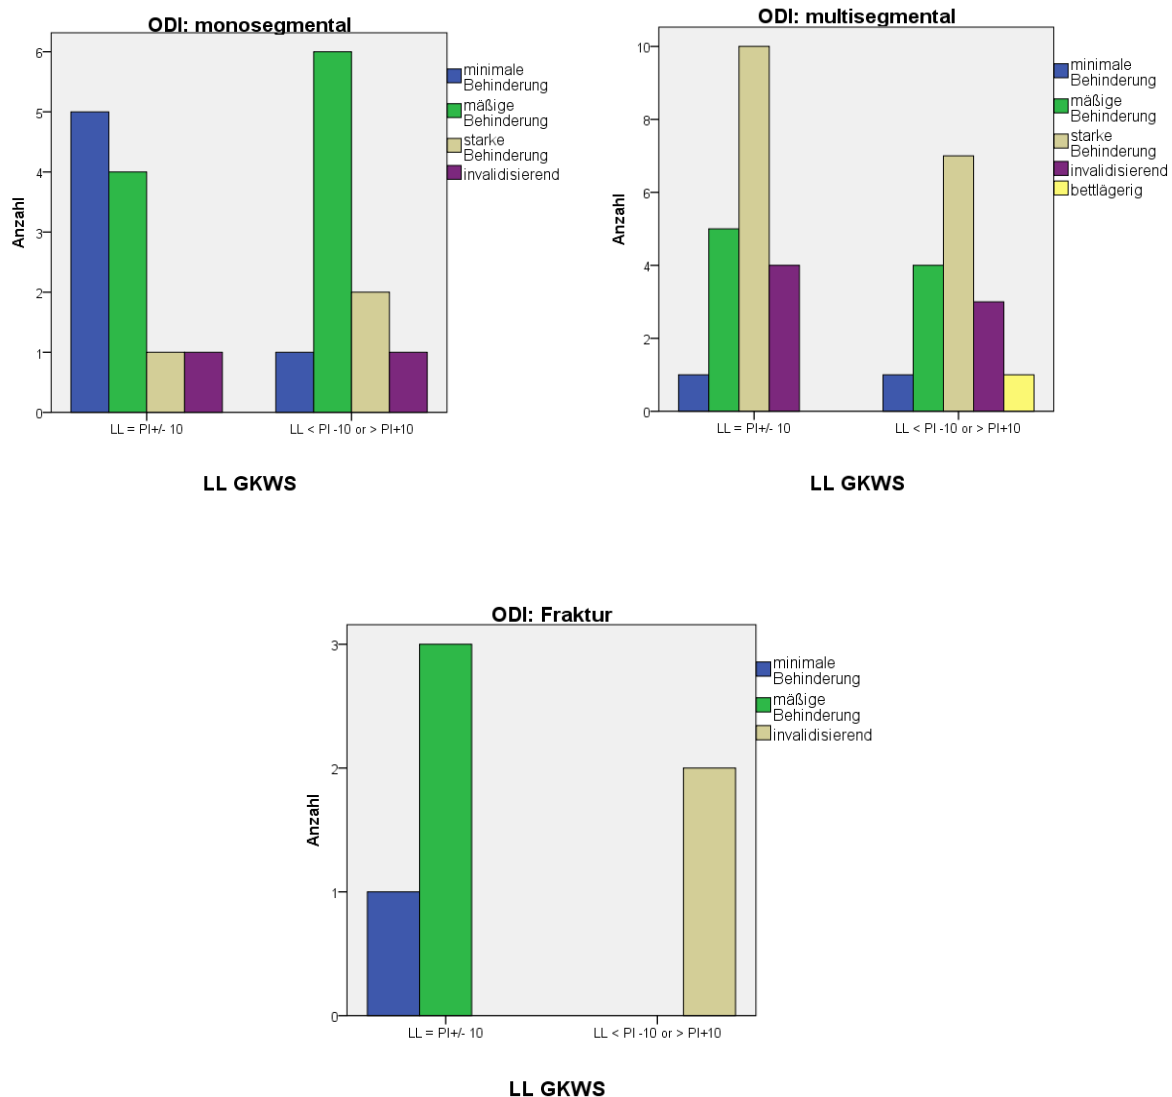 ODI: monosegmental
6
5
4
3
2
1
0
Anzahl
LL = PI+/- 10
LL < PI -10 or > PI+10
LL GKWS
minimale
Behinderung
mäßige
Behinderung
starke
Behinderung
invalidisierend
ODI: multisegmental
10
8
6
4
2
0
Anzahl
LL = PI+/- 10
LL < PI -10 or > PI+10
LL GKWS
minimale
Behinderung
mäßige
Behinderung
starke
Behinderung
invalidisierend
bettlägerig
ODI: Fraktur
3
2
1
0
Anzahl
LL = PI+/- 10
LL < PI -10 or > PI+10
LL GKWS
minimale
Behinderung
mäßige
Behinderung
invalidisierend